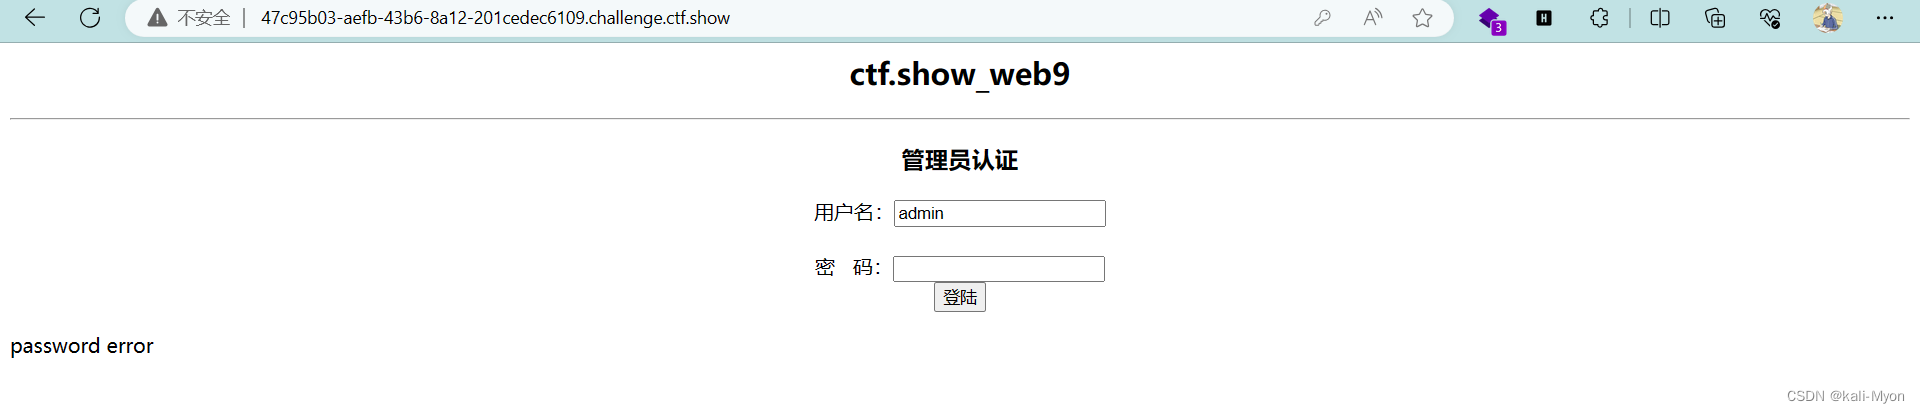 不安全 | 47c95b03-aefb-43b6-8a12-201cedec6109.challenge.ctf.show
3
ctf.show_web9
管理员认证
用户名： admin
密 码：
登陆
password error
CSDN @kali-Myon